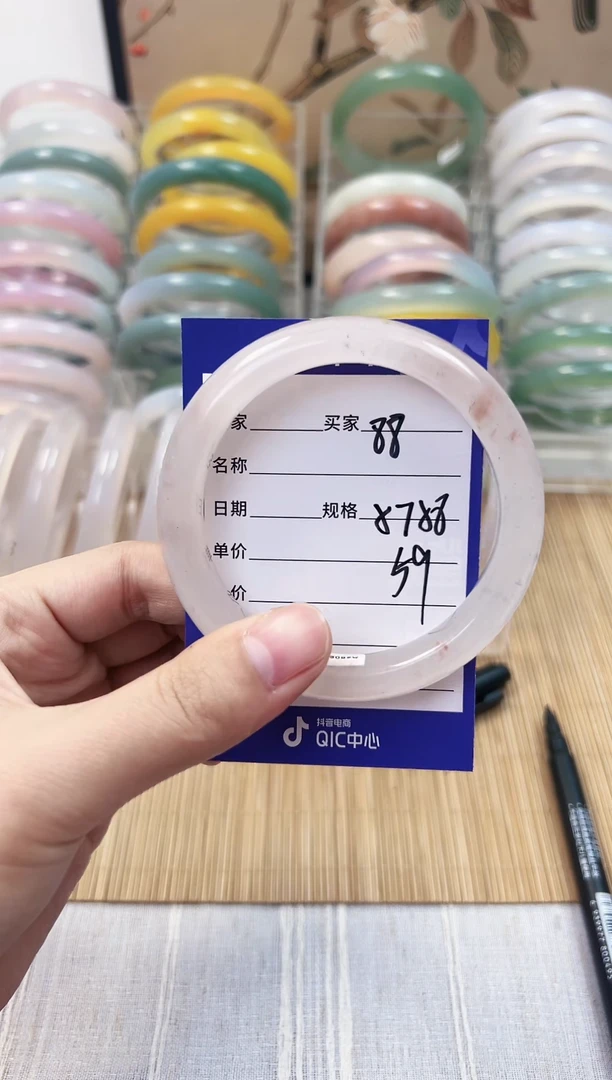 家 买家 88
名称
日期 规格 8788
单价 59
价
抖音电商
QIC中心